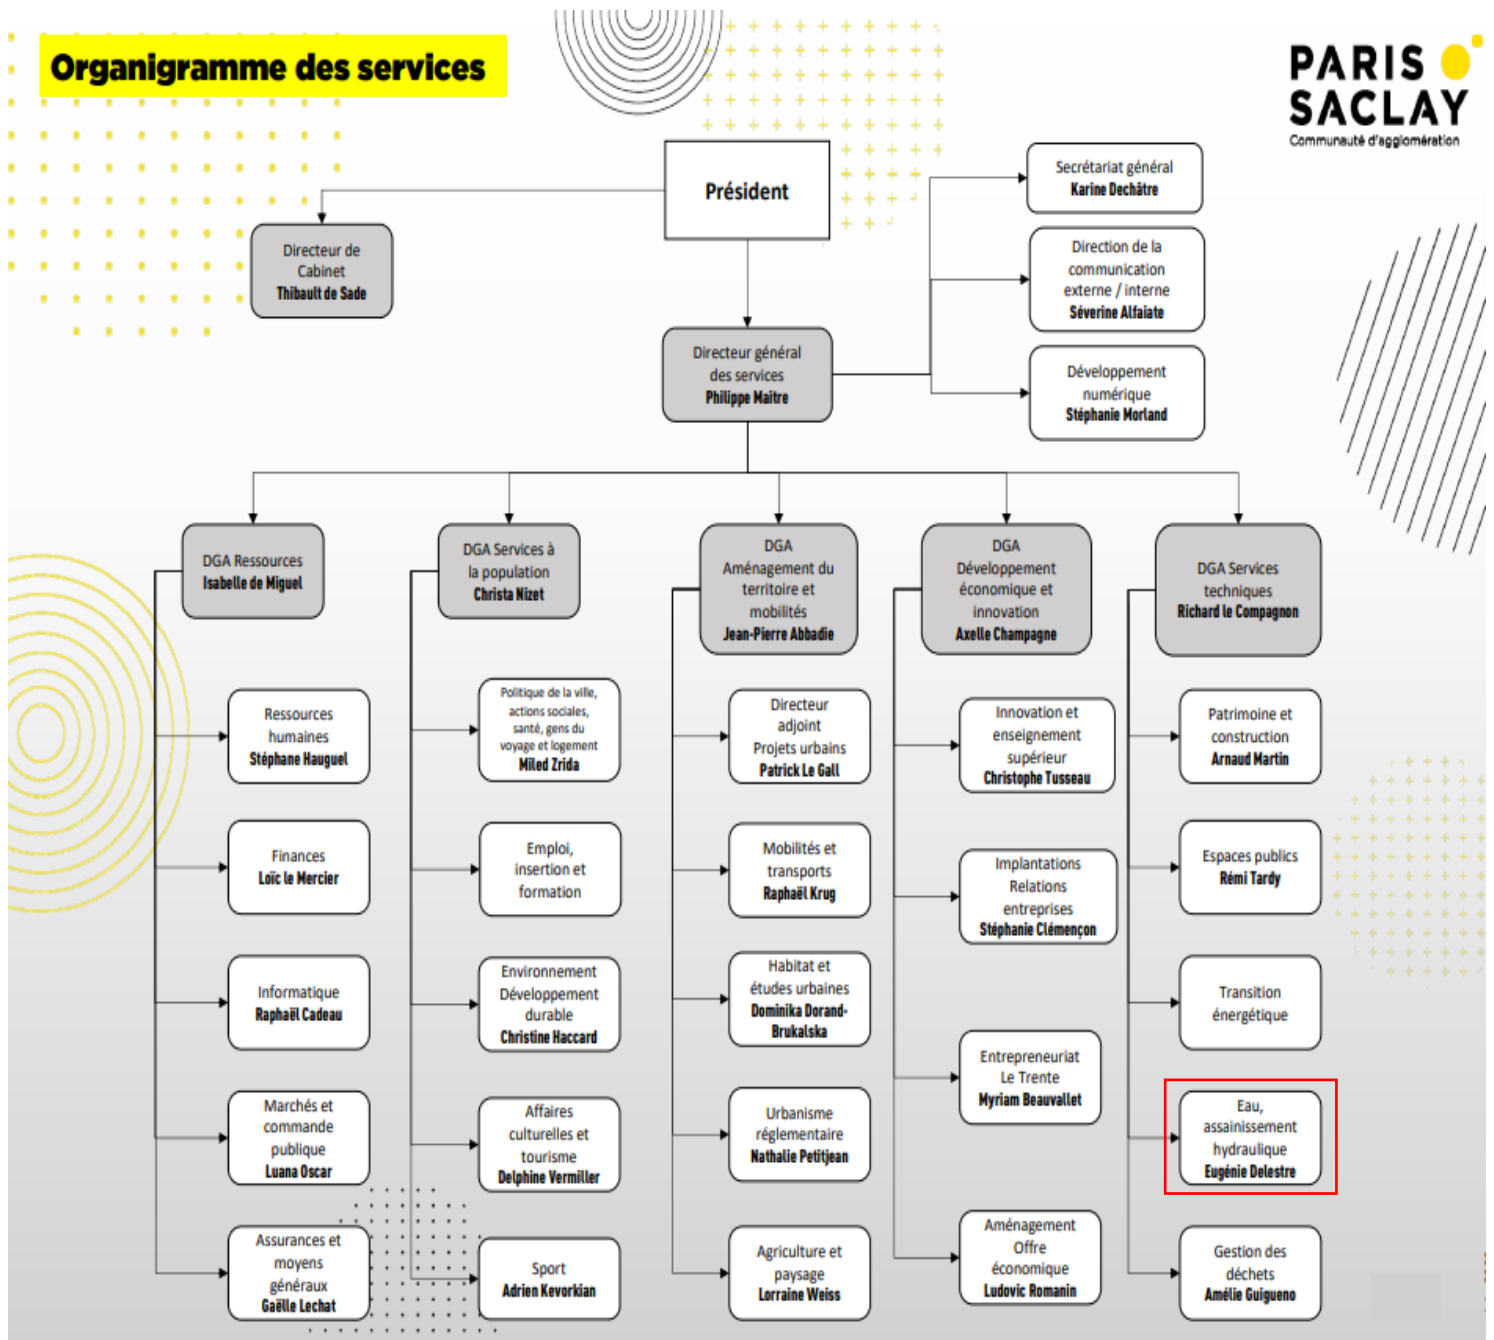 Organigramme des services
PARIS
SACLAY
Communauté d'agglomération
Président
Secrétariat général
Karine Dechâtre
Directeur de
Cabinet
Thibault de Sade
Direction de la
communication
externe / interne
Séverine Alfaiate
Directeur général
des services
Philippe Maitre
Développement
numérique
Stéphanie Morland
DGA Ressources
Isabelle de Miguel
DGA Services à
la population
Christa Nizet
DGA
Aménagement du
territoire et
mobilités
Jean-Pierre Abbadie
DGA
Développement
économique et
innovation
Axelle Champagne
DGA Services
techniques
Richard le Compagnon
Ressources
humaines
Stéphane Hauguel
Finances
Loïc le Mercier
Informatique
Raphaël Cadeau
Marchés et
commande
publique
Luana Oscar
Assurances et
moyens
généraux
Gaëlle Lechat
Politique de la ville,
actions sociales,
santé, gens du
voyage et logement
Miled Zrida
Emploi,
insertion et
formation
Environnement
Développement
durable
Christine Haccard
Affaires
culturelles et
tourisme
Delphine Vermiller
Sport
Adrien Kevorkian
Directeur
adjoint
Projets urbains
Patrick Le Gall
Mobilités et
transports
Raphaël Krug
Habitat et
études urbaines
Dominika Dorand-
Brukalska
Urbanisme
réglementaire
Nathalie Petitjean
Agriculture et
paysage
Lorraine Weiss
Innovation et
enseignement
supérieur
Christophe Tusseau
Implantations
Relations
entreprises
Stéphanie Clémençon
Entrepreneuriat
Le Trente
Myriam Beauvallet
Aménagement
Offre
économique
Ludovic Romanin
Patrimoine et
construction
Arnaud Martin
Espaces publics
Rémi Tardy
Transition
énergétique
Eau,
assainissement
hydraulique
Eugénie Delestre
Gestion des
déchets
Amélie Guigueno